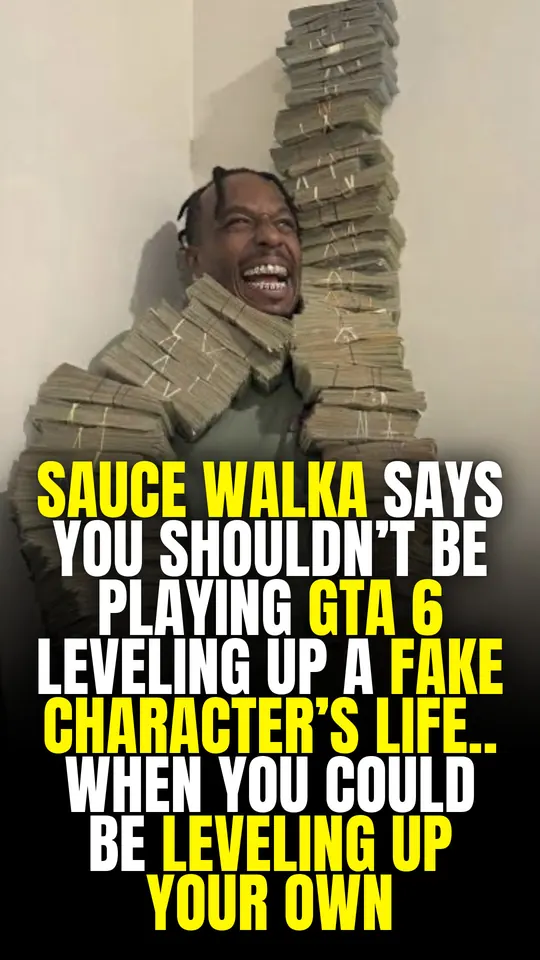 SAUCE WALKA SAYS
YOU SHOULDN'T BE
PLAYING GTA 6
LEVELING UP A FAKE
CHARACTER'S LIFE..
WHEN YOU COULD
BE LEVELING UP
YOUR OWN